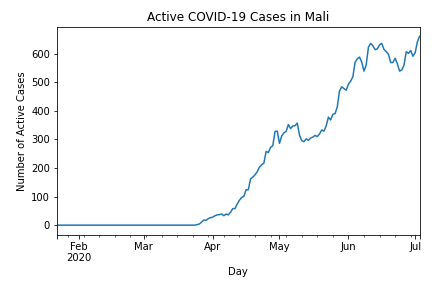 Active COVID-19 Cases in Mali
Number of Active Cases
600
500
400
300
200
100
0
Feb
2020
Mar
Apr
May
Jun
Jul
Day